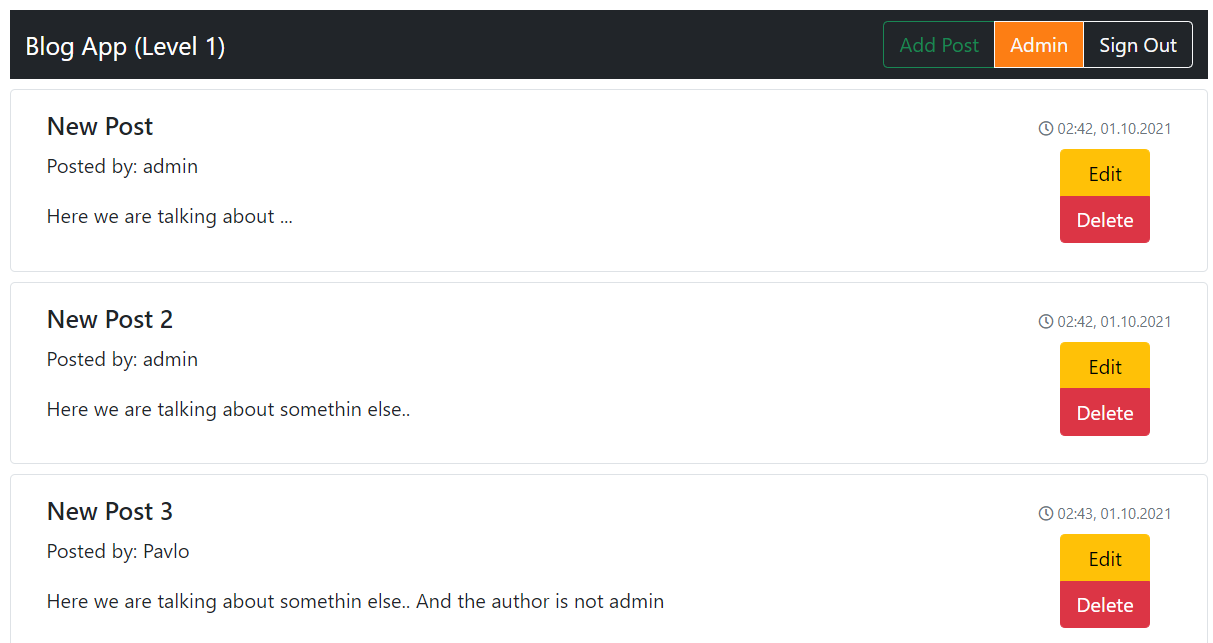 Blog App (Level 1)
Add Post
Admin
Sign Out
New Post
02:42, 01.10.2021
Posted by: admin
Edit
Here we are talking about ...
Delete
New Post 2
02:42, 01.10.2021
Posted by: admin
Edit
Here we are talking about somethin else..
Delete
New Post 3
02:43, 01.10.2021
Posted by: Pavlo
Edit
Here we are talking about somethin else.. And the author is not admin
Delete